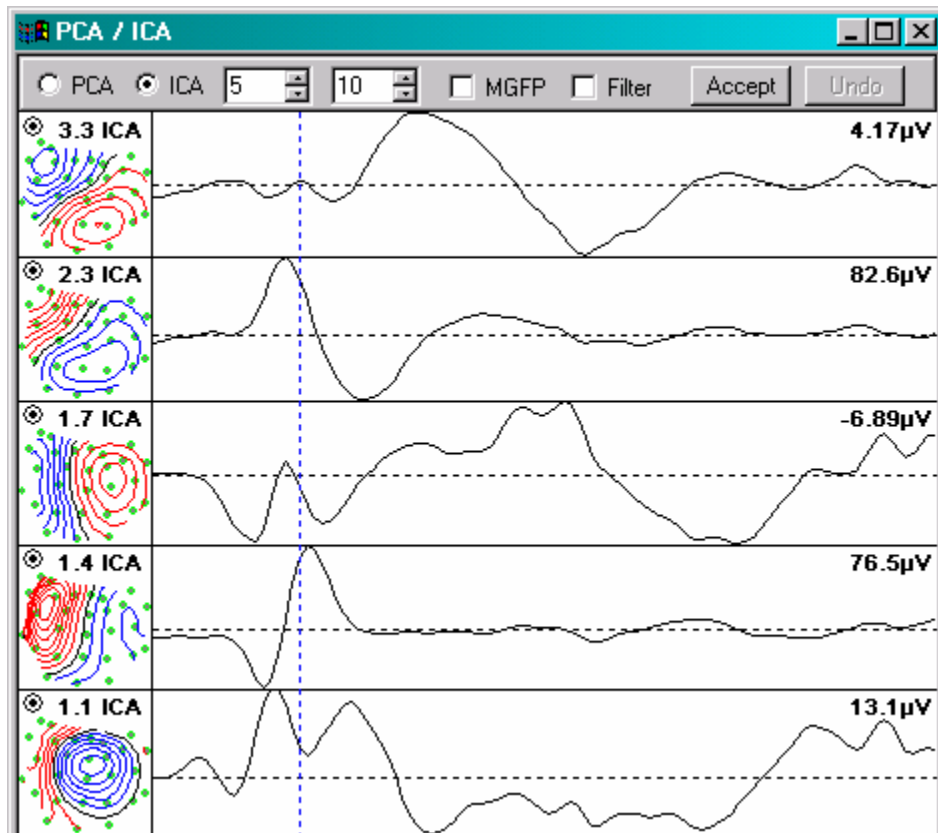 PCA / ICA
PCA ICA 5 10 MGFP Filter Accept Undo
3.3 ICA 4.17µV
2.3 ICA 82.6µV
1.7 ICA -6.89µV
1.4 ICA 76.5µV
1.1 ICA 13.1µV